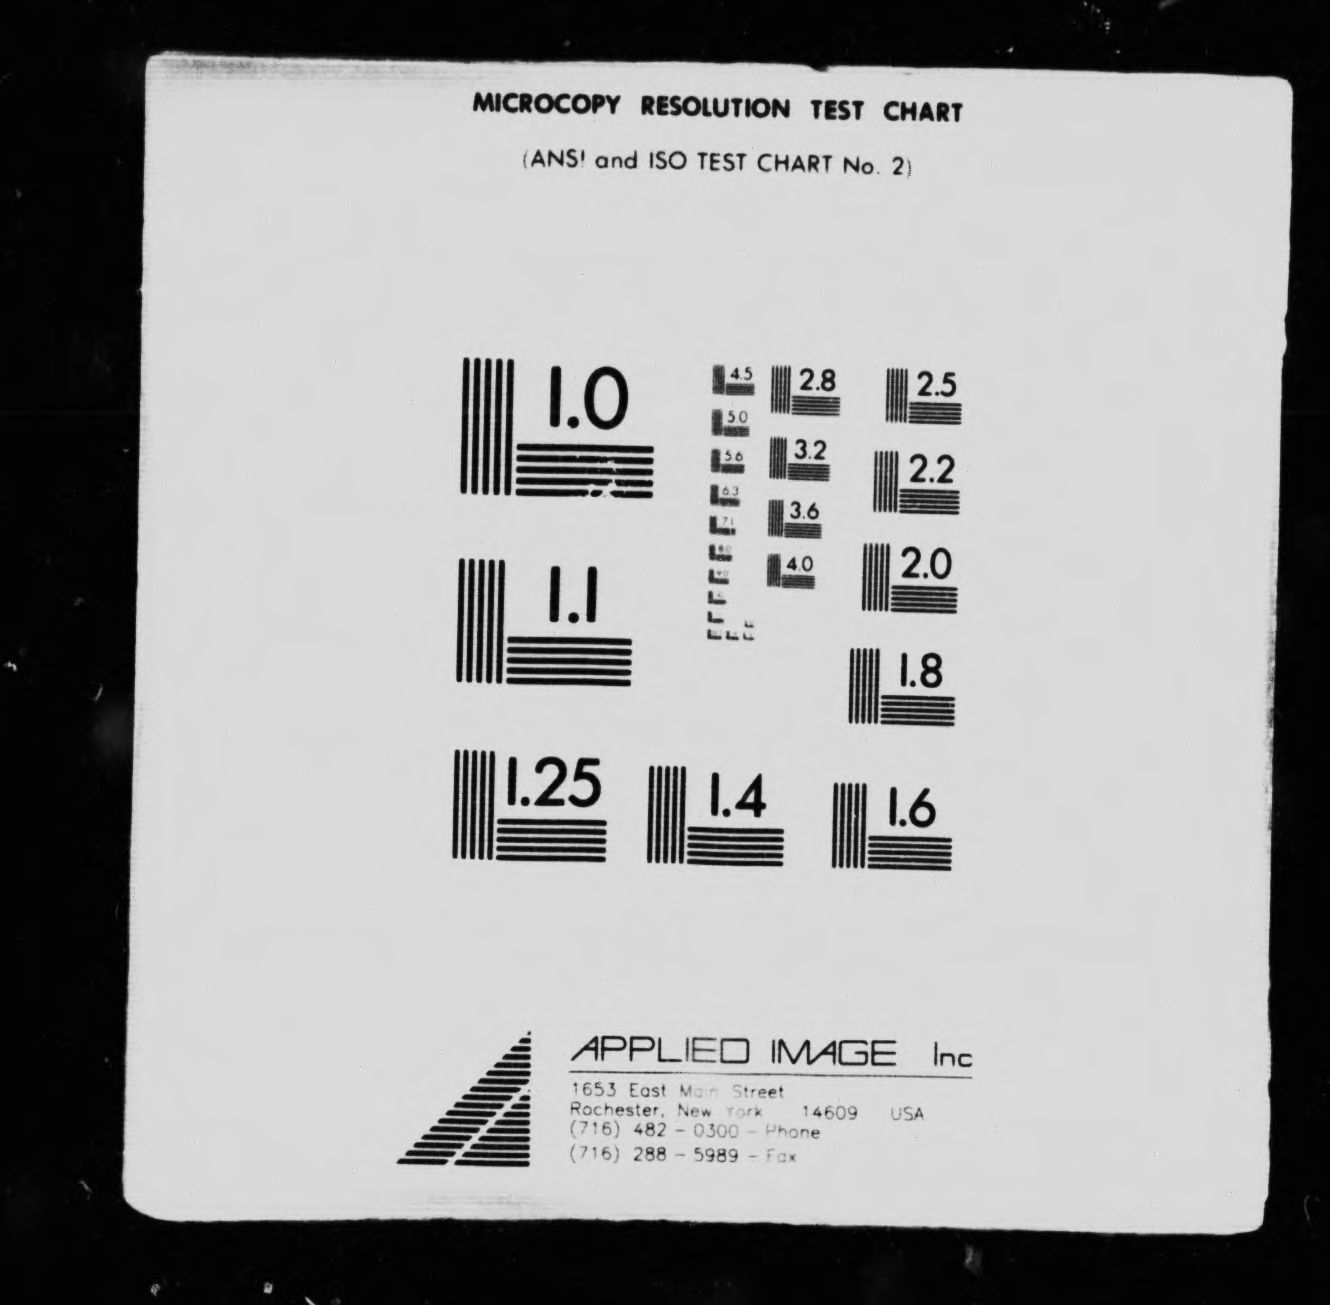 MICROCOPY RESOLUTION TEST CHART
(ANSI and ISO TEST CHART No. 2)
1.0
1.1
1.25
1.4
1.6
1.8
2.0
2.2
2.5
2.8
3.2
3.6
4.0
4.5
5.0
5.6
6.3
7.1
8.0
APPLIED IMAGE Inc
1653 East Main Street
Rochester, New York 14609 USA
(716) 482 - 0300 - Phone
(716) 288 - 5989 - Fax